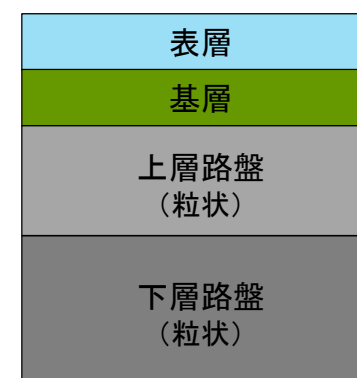 表層
基層
上層路盤
（粒状）
下層路盤
（粒状）